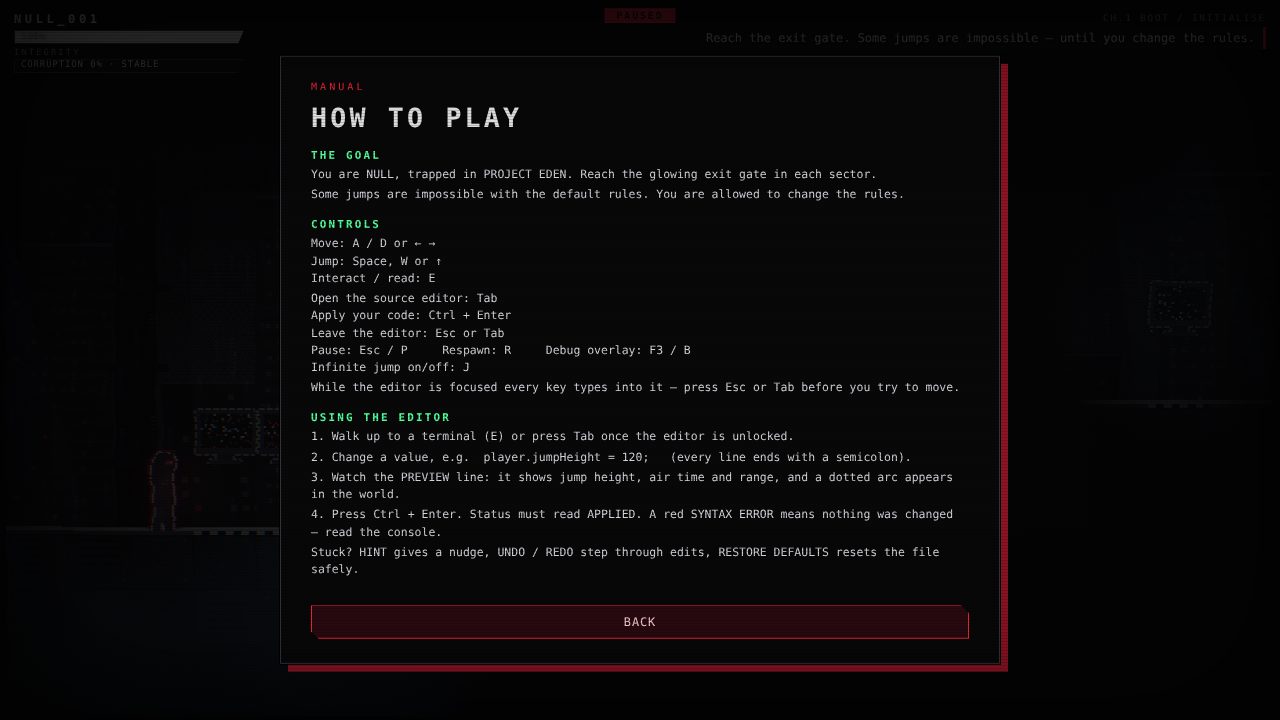 NULL_001
PAUSED
CH.1 BOOT / INITIALISE
Reach the exit gate. Some jumps are impossible — until you change the rules.
INTEGRITY
CORRUPTION 0% · STABLE
MANUAL
HOW TO PLAY
THE GOAL
You are NULL, trapped in PROJECT EDEN. Reach the glowing exit gate in each sector.
Some jumps are impossible with the default rules. You are allowed to change the rules.
CONTROLS
Move: A / D or ← →
Jump: Space, W or ↑
Interact / read: E
Open the source editor: Tab
Apply your code: Ctrl + Enter
Leave the editor: Esc or Tab
Pause: Esc / P     Respawn: R     Debug overlay: F3 / B
Infinite jump on/off: J
While the editor is focused every key types into it — press Esc or Tab before you try to move.
USING THE EDITOR
1. Walk up to a terminal (E) or press Tab once the editor is unlocked.
2. Change a value, e.g.  player.jumpHeight = 120;   (every line ends with a semicolon).
3. Watch the PREVIEW line: it shows jump height, air time and range, and a dotted arc appears
in the world.
4. Press Ctrl + Enter. Status must read APPLIED. A red SYNTAX ERROR means nothing was changed
— read the console.
Stuck? HINT gives a nudge, UNDO / REDO step through edits, RESTORE DEFAULTS resets the file
safely.
BACK